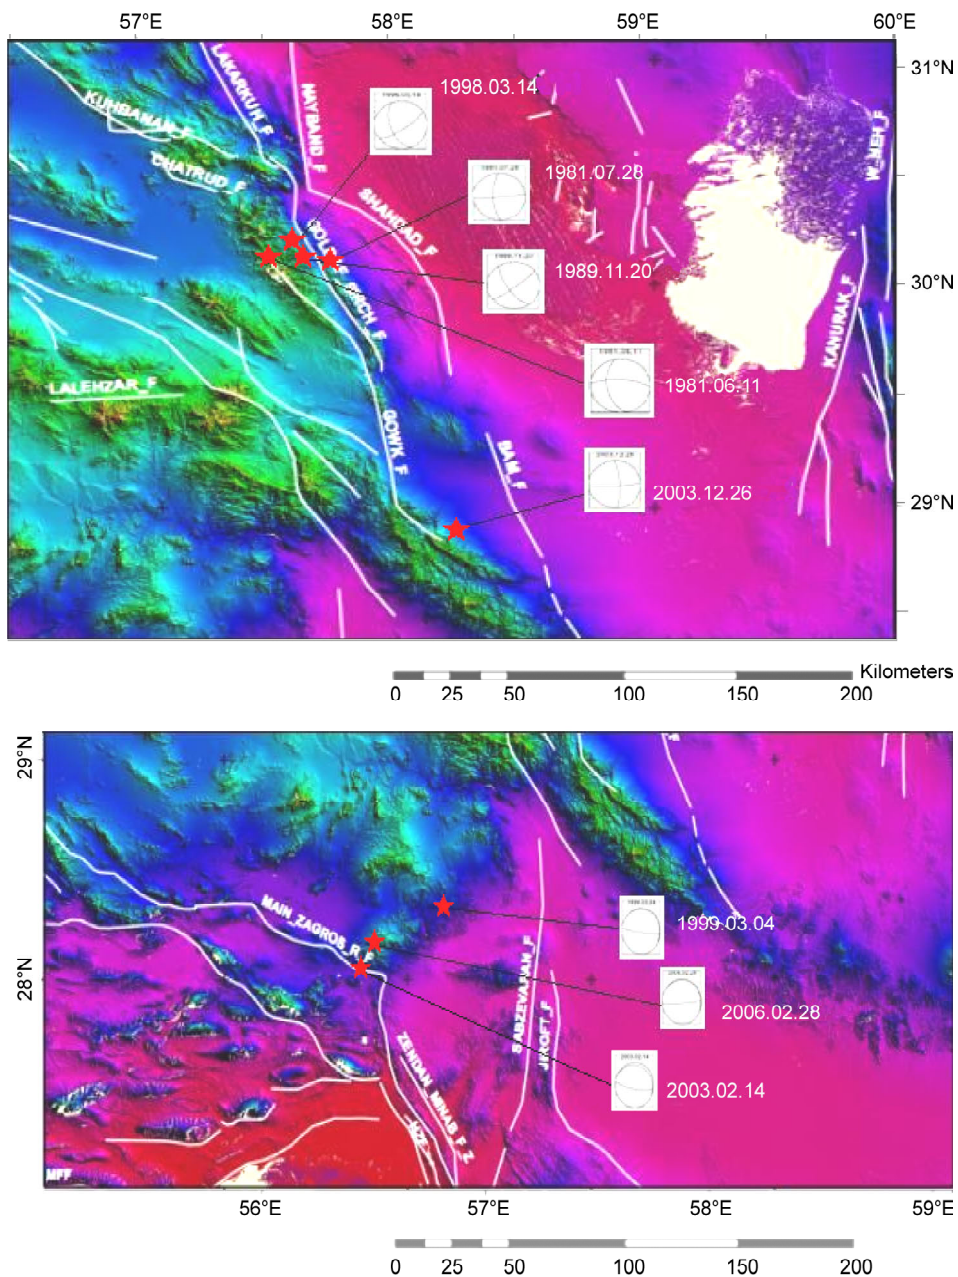 57°E 58°E 59°E 60°E
31°N
30°N
29°N
LAKARKUN_F
NAYBAND_F
KUHBANAN_F
CHATRUD_F
SHAHDAD_F
W_NEH_F
1998.03.14
1981.07.28
1989.11.20
1981.06.11
2003.12.26
KAHURAK_F
LALEHZAR_F
GOWK_F
BAM_F
Kilometers
0 25 50 100 150 200
29°N
28°N
MAIN_ZAGROS_R_F
SABZEVARAN_F
JIROFT_F
ZENDAN_MINAB_F_Z
MFF
1999.03.04
2006.02.28
2003.02.14
56°E 57°E 58°E 59°E
0 25 50 100 150 200